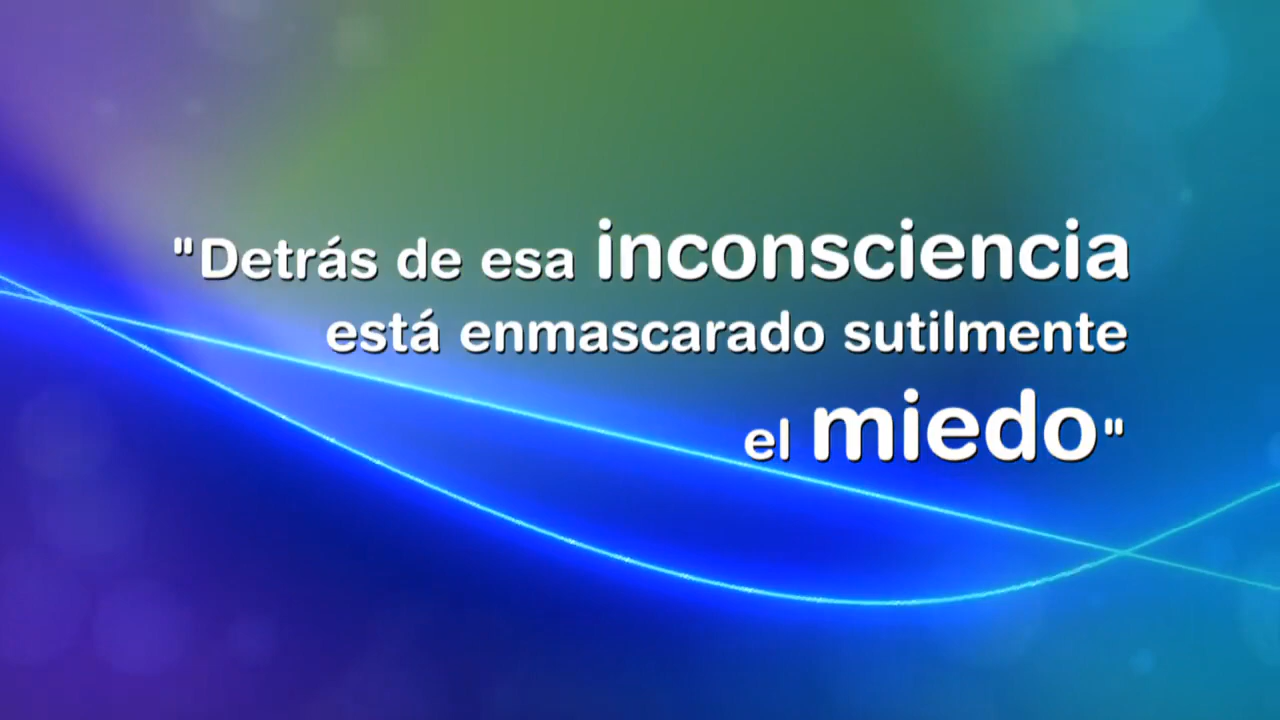 "Detrás de esa inconsciencia
está enmascarado sutilmente
el miedo"